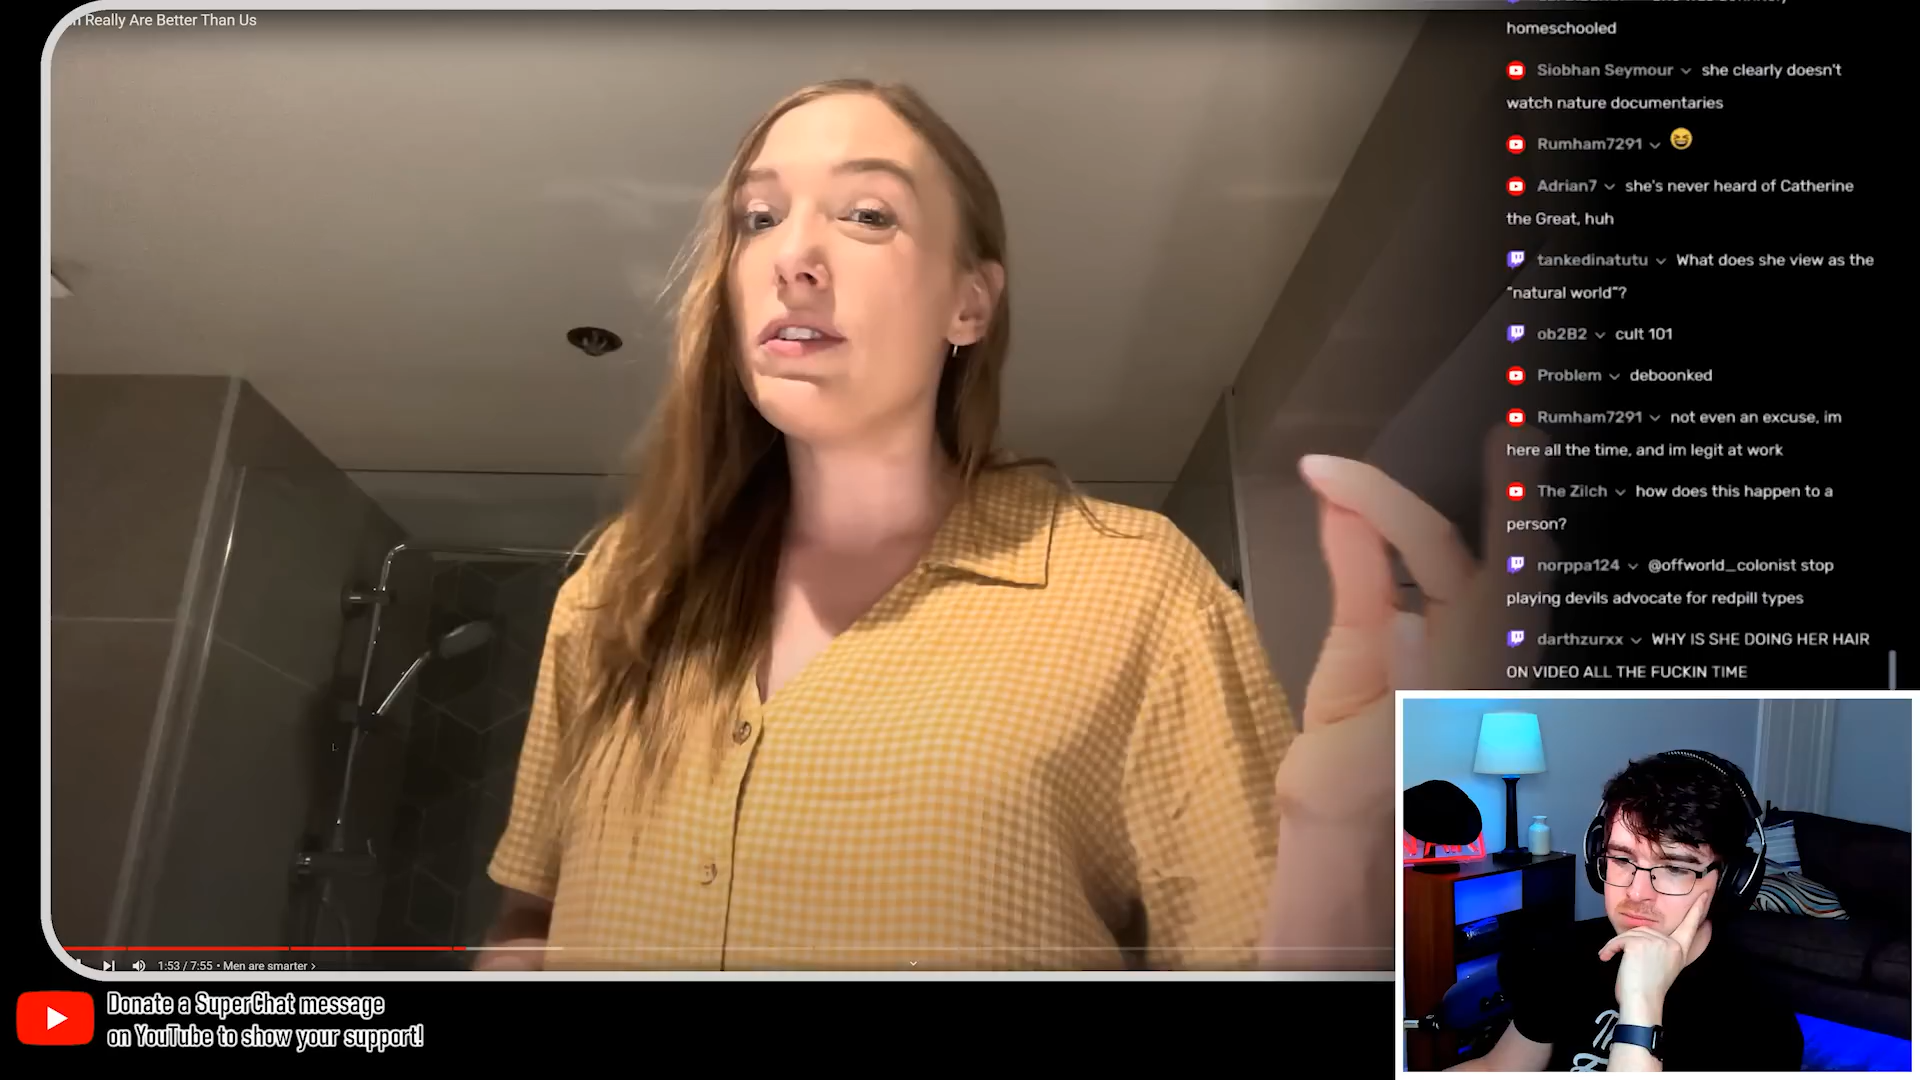 Really Are Better Than Us
homeschooled
Siobhan Seymour she clearly doesn't
watch nature documentaries
Rumham7291
Adrian7 she's never heard of Catherine
the Great, huh
tankedinatutu What does she view as the
"natural world"?
ob2B2 cult 101
Problem deboonked
Rumham7291 not even an excuse, im
here all the time, and im legit at work
The Zilch how does this happen to a
person?
norppa124 @offworld_colonist stop
playing devils advocate for redpill types
darthzurxx WHY IS SHE DOING HER HAIR
ON VIDEO ALL THE FUCKIN TIME
1:53 / 7:55 • Men are smarter ›
Donate a SuperChat message
on YouTube to show your support!